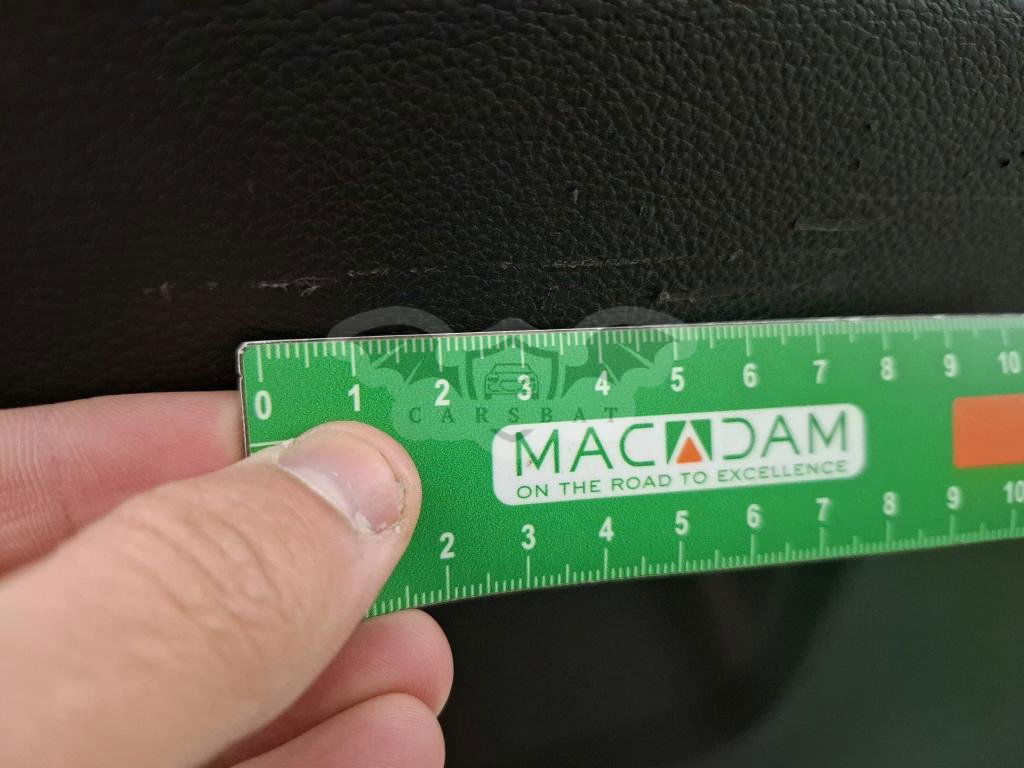 0 1 2 3 4 5 6 7 8 9 10
CARSBAT
MACADAM
ON THE ROAD TO EXCELLENCE
2 3 4 5 6 7 8 9 10